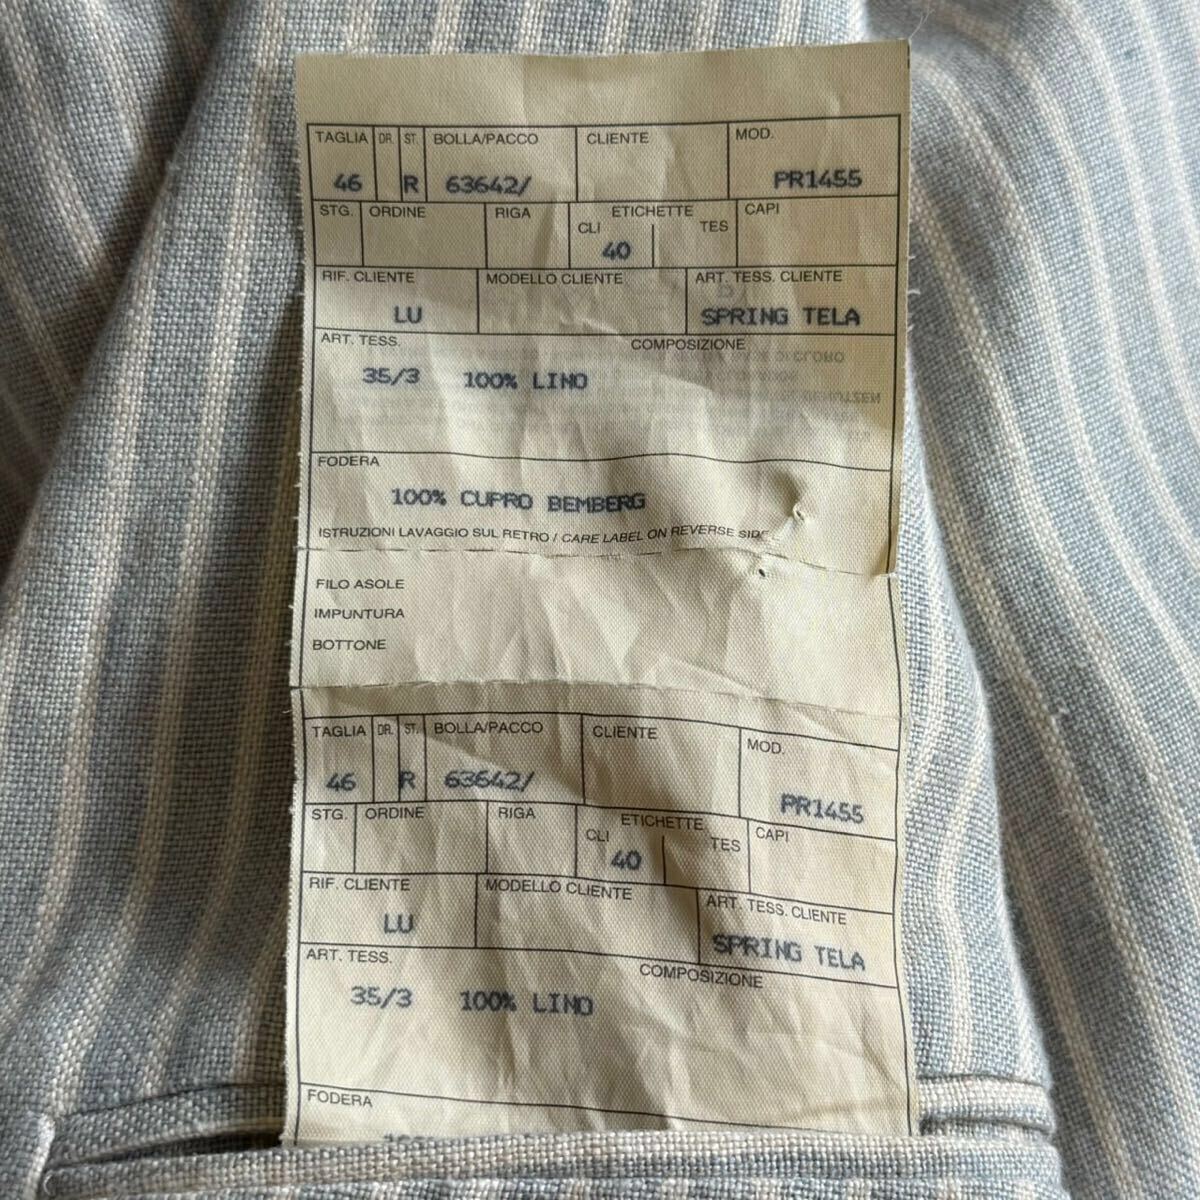 TAGLIA DR. ST. BOLLA/PACCO CLIENTE MOD.
46 R 63642/ PR1455
STG. ORDINE RIGA ETICHETTE CAPI
CLI TES
40
RIF. CLIENTE MODELLO CLIENTE ART. TESS. CLIENTE
LU SPRING TELA
ART. TESS. COMPOSIZIONE
35/3 100% LINO
FODERA
100% CUPRO BEMBERG
ISTRUZIONI LAVAGGIO SUL RETRO / CARE LABEL ON REVERSE SIDE
FILO ASOLE
IMPUNTURA
BOTTONE
TAGLIA DR. ST. BOLLA/PACCO CLIENTE MOD.
46 R 63642/ PR1455
STG. ORDINE RIGA ETICHETTE CAPI
CLI TES
40
RIF. CLIENTE MODELLO CLIENTE ART. TESS. CLIENTE
LU SPRING TELA
ART. TESS. COMPOSIZIONE
35/3 100% LINO
FODERA